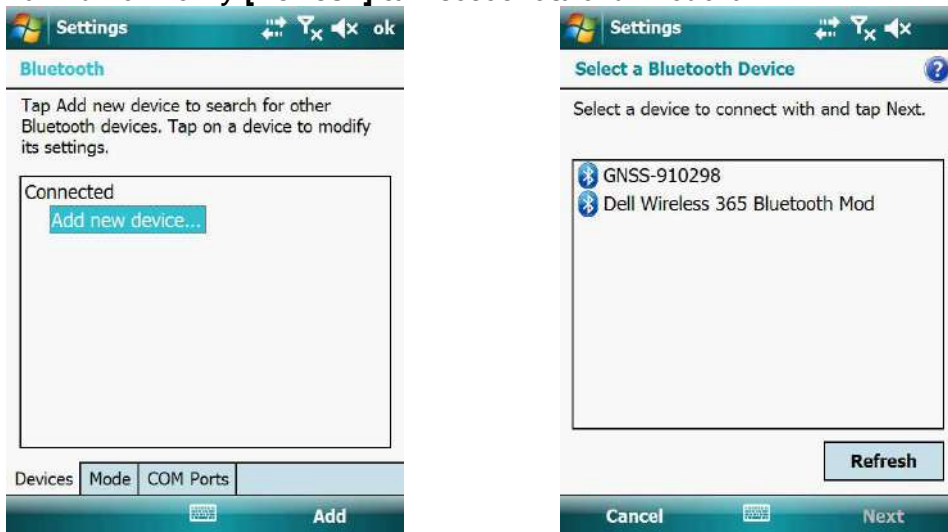 Settings
ok
Bluetooth
Tap Add new device to search for other
Bluetooth devices. Tap on a device to modify
its settings.
Connected
Add new device...
Devices
Mode
COM Ports
Add
Settings
Select a Bluetooth Device
?
Select a device to connect with and tap Next.
GNSS-910298
Dell Wireless 365 Bluetooth Mod
Refresh
Cancel
Next